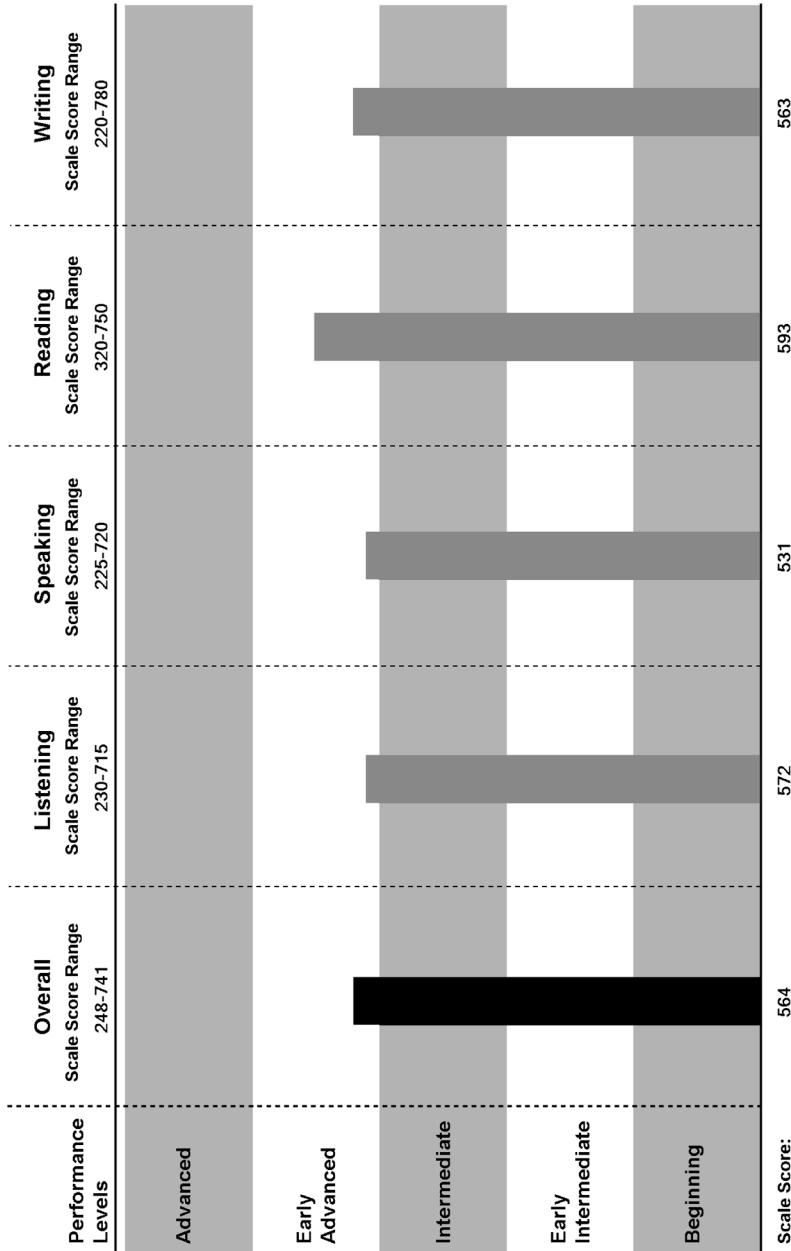 Performance
Levels
Overall
Scale Score Range
248–741
Listening
Scale Score Range
230–715
Speaking
Scale Score Range
225–720
Reading
Scale Score Range
320–750
Writing
Scale Score Range
220–780
Advanced
Early
Advanced
Intermediate
Early
Intermediate
Beginning
Scale Score:
564
572
531
593
563